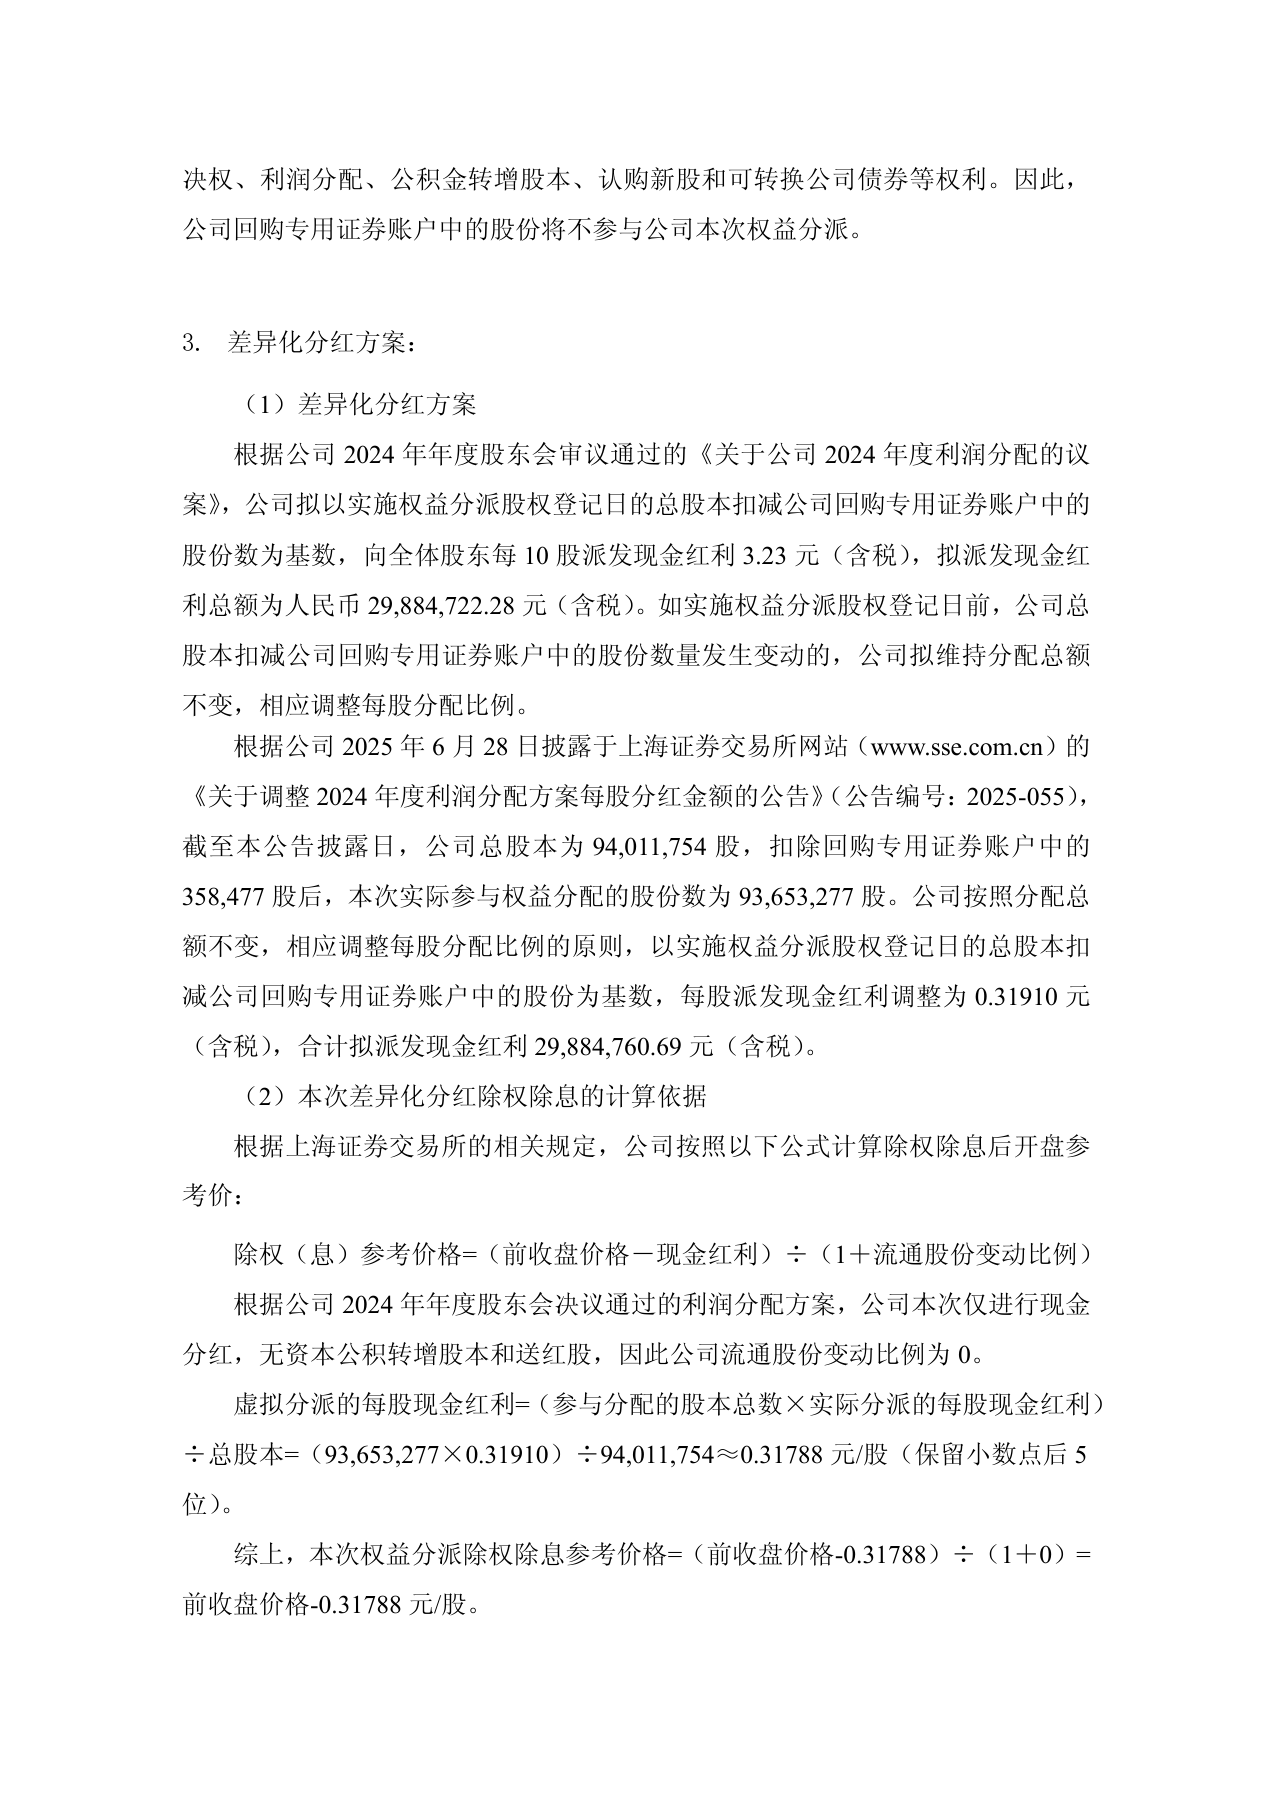 决权、利润分配、公积金转增股本、认购新股和可转换公司债券等权利。因此，
公司回购专用证券账户中的股份将不参与公司本次权益分派。
3. 差异化分红方案：
（1）差异化分红方案
根据公司 2024 年年度股东会审议通过的《关于公司 2024 年度利润分配的议
案》，公司拟以实施权益分派股权登记日的总股本扣减公司回购专用证券账户中的
股份数为基数，向全体股东每 10 股派发现金红利 3.23 元（含税），拟派发现金红
利总额为人民币 29,884,722.28 元（含税）。如实施权益分派股权登记日前，公司总
股本扣减公司回购专用证券账户中的股份数量发生变动的，公司拟维持分配总额
不变，相应调整每股分配比例。
根据公司 2025 年 6 月 28 日披露于上海证券交易所网站（www.sse.com.cn）的
《关于调整 2024 年度利润分配方案每股分红金额的公告》（公告编号：2025-055），
截至本公告披露日，公司总股本为 94,011,754 股，扣除回购专用证券账户中的
358,477 股后，本次实际参与权益分配的股份数为 93,653,277 股。公司按照分配总
额不变，相应调整每股分配比例的原则，以实施权益分派股权登记日的总股本扣
减公司回购专用证券账户中的股份为基数，每股派发现金红利调整为 0.31910 元
（含税），合计拟派发现金红利 29,884,760.69 元（含税）。
（2）本次差异化分红除权除息的计算依据
根据上海证券交易所的相关规定，公司按照以下公式计算除权除息后开盘参
考价：
除权（息）参考价格=（前收盘价格－现金红利）÷（1＋流通股份变动比例）
根据公司 2024 年年度股东会决议通过的利润分配方案，公司本次仅进行现金
分红，无资本公积转增股本和送红股，因此公司流通股份变动比例为 0。
虚拟分派的每股现金红利=（参与分配的股本总数×实际分派的每股现金红利）
÷总股本=（93,653,277×0.31910）÷94,011,754≈0.31788 元/股（保留小数点后 5
位）。
综上，本次权益分派除权除息参考价格=（前收盘价格-0.31788）÷（1＋0）=
前收盘价格-0.31788 元/股。